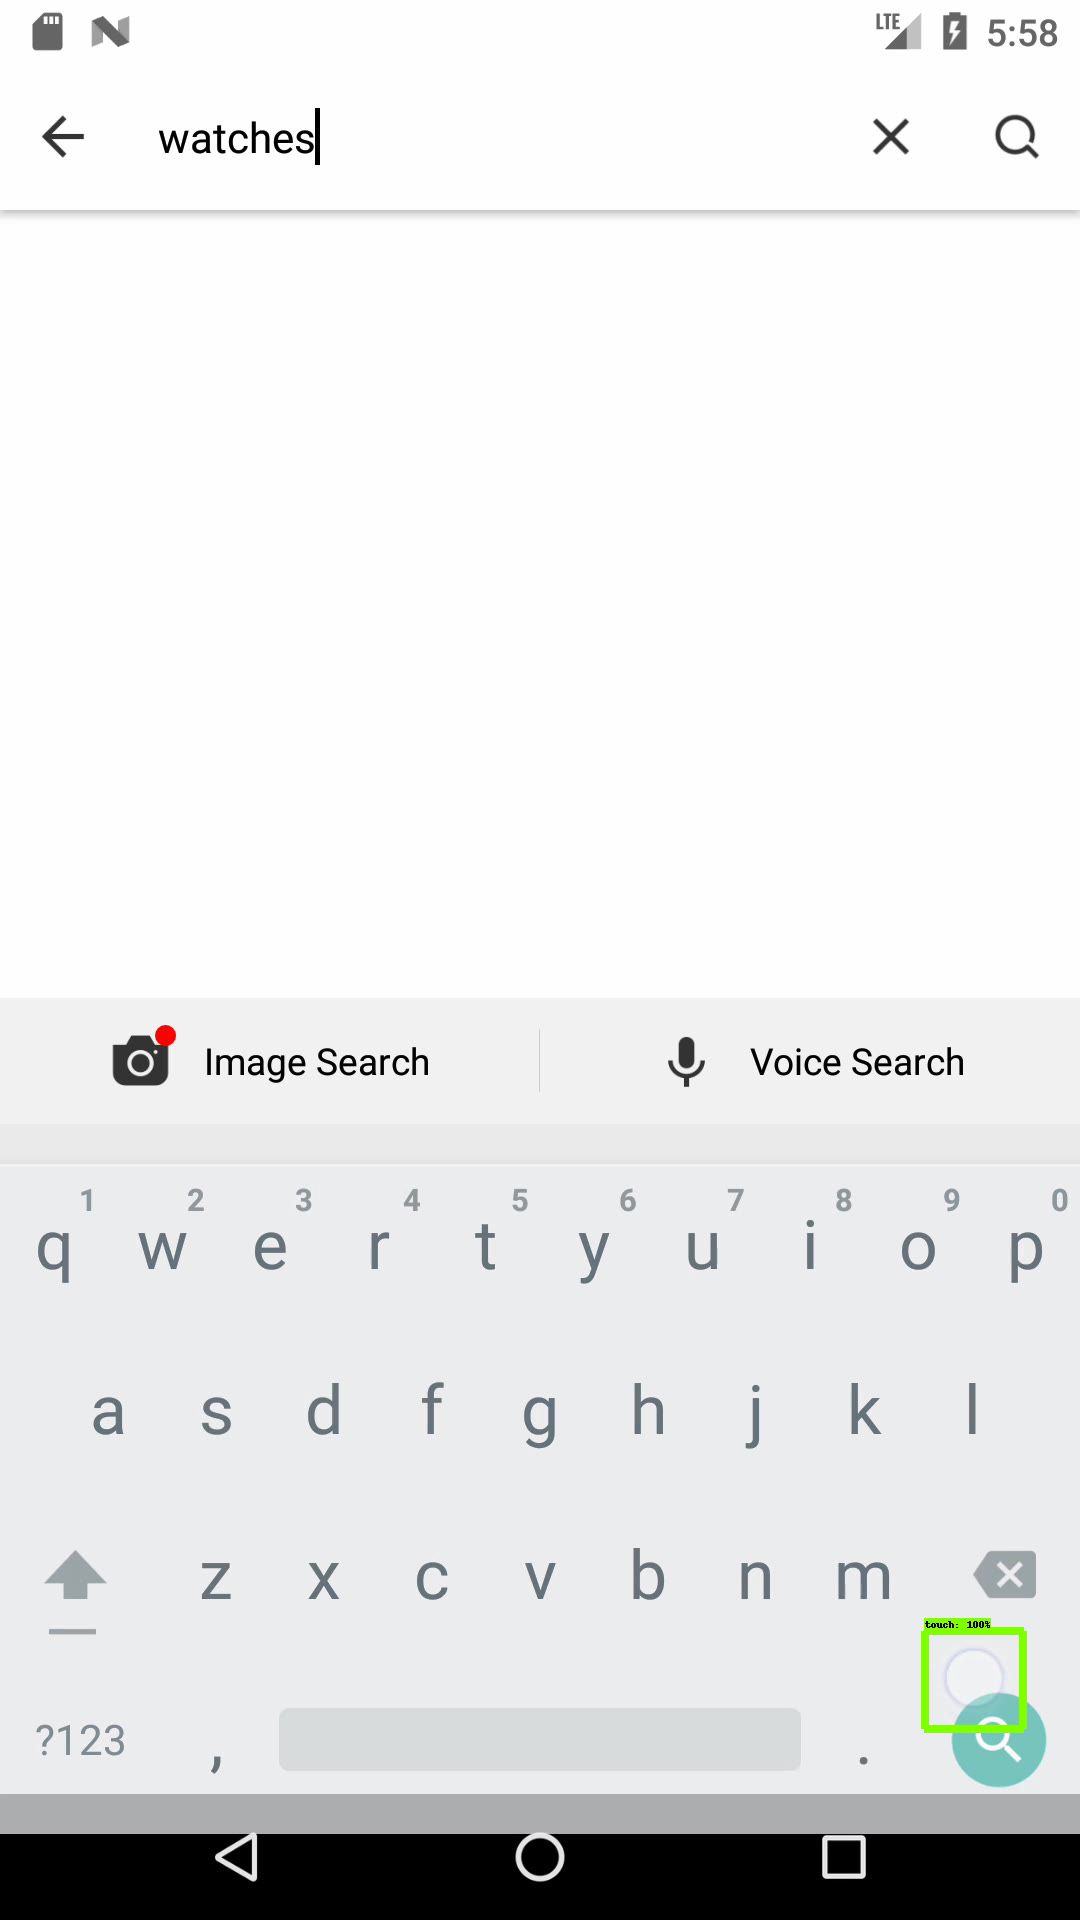 LTE 5:58
watches
Image Search Voice Search
1 2 3 4 5 6 7 8 9 0
q w e r t y u i o p
a s d f g h j k l
z x c v b n m
touch: 100%
?123 , .